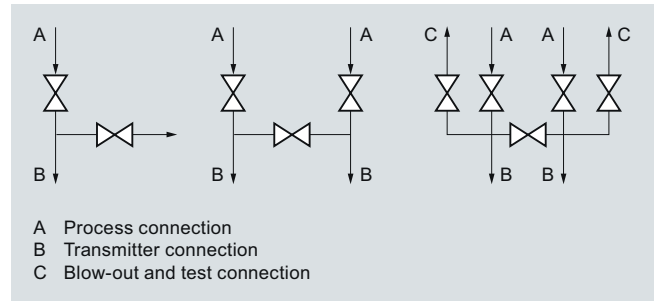 A A A C A A C
B B B B B
A Process connection
B Transmitter connection
C Blow-out and test connection